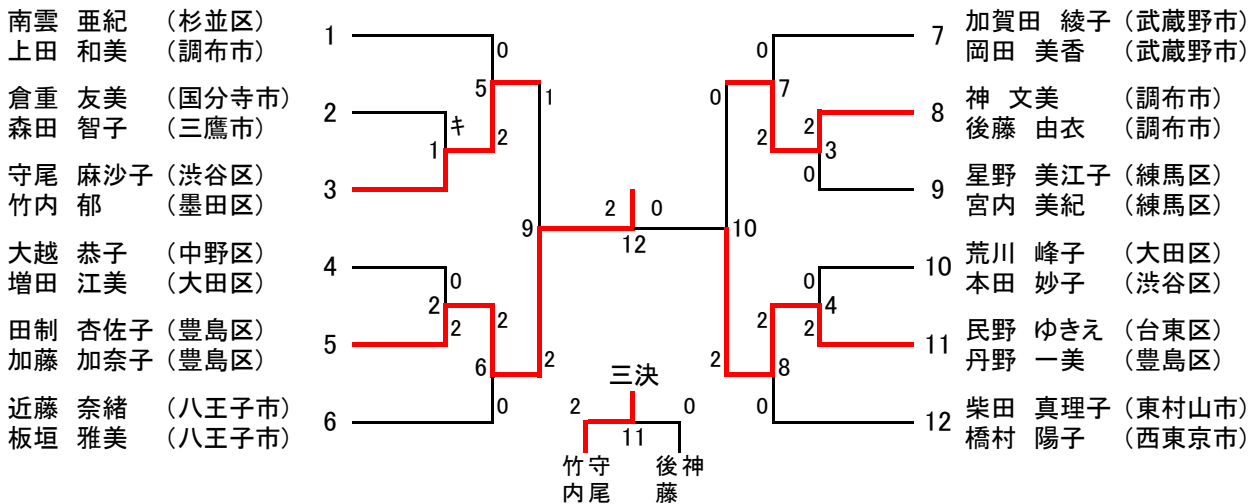 南雲 亜紀 (杉並区)
上田 和美 (調布市)
1
倉重 友美 (国分寺市)
森田 智子 (三鷹市)
2
守尾 麻沙子 (渋谷区)
竹内 郁 (墨田区)
3
大越 恭子 (中野区)
増田 江美 (大田区)
4
田制 杏佐子 (豊島区)
加藤 加奈子 (豊島区)
5
近藤 奈緒 (八王子市)
板垣 雅美 (八王子市)
6
0
5
1
キ
1
2
9
0
2
2
2
6
2
0
2
0
12
三決
2
0
11
竹内
守尾
後藤
神
0
0
7
2
2
3
0
10
0
2
4
2
2
8
0
7
加賀田 綾子 (武蔵野市)
岡田 美香 (武蔵野市)
8
神 文美 (調布市)
後藤 由衣 (調布市)
9
星野 美江子 (練馬区)
宮内 美紀 (練馬区)
10
荒川 峰子 (大田区)
本田 妙子 (渋谷区)
11
民野 ゆきえ (台東区)
丹野 一美 (豊島区)
12
柴田 真理子 (東村山市)
橋村 陽子 (西東京市)